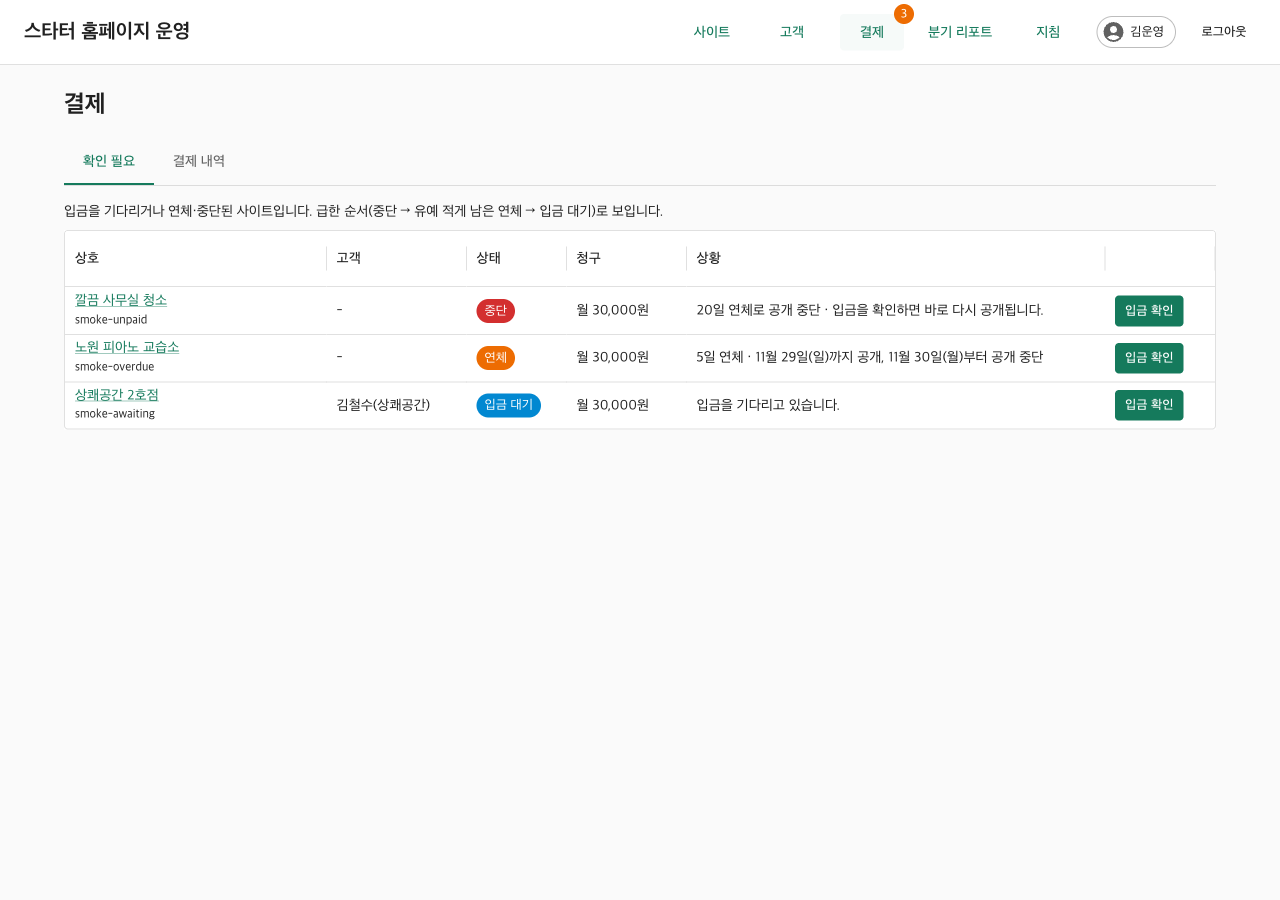 스타터 홈페이지 운영
사이트
고객
결제
3
분기 리포트
지침
김운영
로그아웃
결제
확인 필요
결제 내역
입금을 기다리거나 연체·중단된 사이트입니다. 급한 순서(중단 → 유예 적게 남은 연체 → 입금 대기)로 보입니다.
상호 고객 상태 청구 상황
깔끔 사무실 청소
smoke-unpaid
- 중단 월 30,000원 20일 연체로 공개 중단 · 입금을 확인하면 바로 다시 공개됩니다. 입금 확인
노원 피아노 교습소
smoke-overdue
- 연체 월 30,000원 5일 연체 · 11월 29일(일)까지 공개, 11월 30일(월)부터 공개 중단 입금 확인
상쾌공간 2호점
smoke-awaiting
김철수(상쾌공간) 입금 대기 월 30,000원 입금을 기다리고 있습니다. 입금 확인